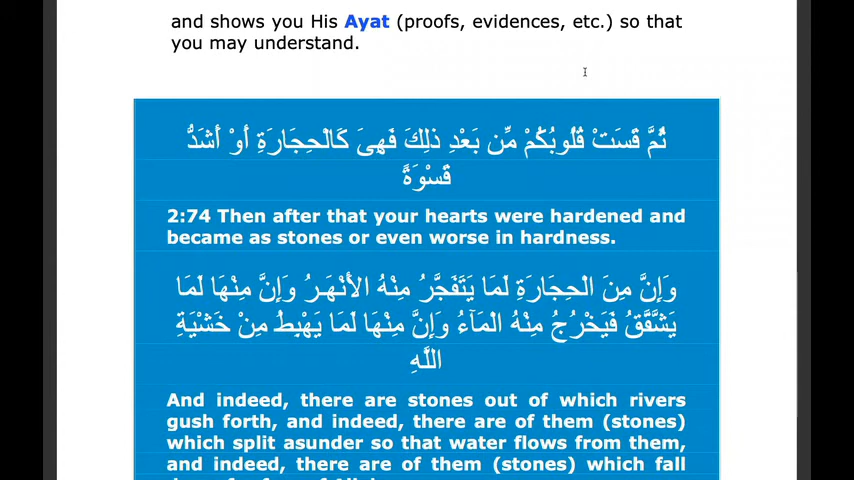 and shows you His Ayat (proofs, evidences, etc.) so that
you may understand.
ثُمَّ قَسَتْ قُلُوبُكُمْ مِّن بَعْدِ ذلِكَ فَهِىَ كَالْحِجَارَةِ أَوْ أَشَدُّ
قَسْوَةً
2:74 Then after that your hearts were hardened and
became as stones or even worse in hardness.
وَإِنَّ مِنَ الْحِجَارَةِ لَمَا يَتَفَجَّرُ مِنْهُ الأَنْهَـرُ وَإِنَّ مِنْهَا لَمَا
يَشَّقَّقُ فَيَخْرُجُ مِنْهُ الْمَآءُ وَإِنَّ مِنْهَا لَمَا يَهْبِطُ مِنْ خَشْيَةِ
اللَّهِ
And indeed, there are stones out of which rivers
gush forth, and indeed, there are of them (stones)
which split asunder so that water flows from them,
and indeed, there are of them (stones) which fall